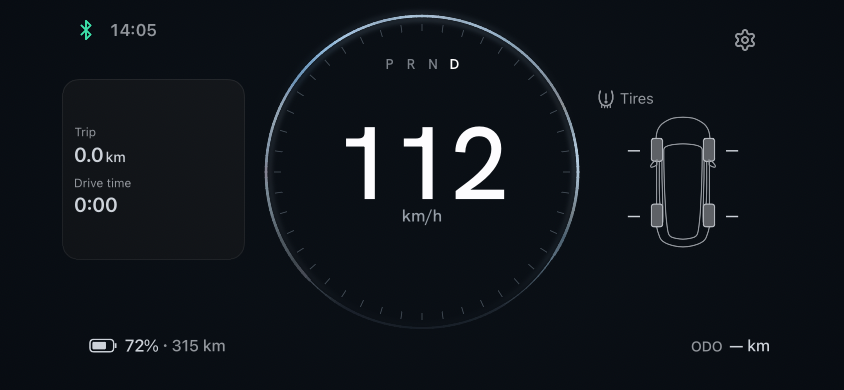 14:05
P R N D
Tires
Trip
0.0 km
Drive time
0:00
112
km/h
— —
— —
72% · 315 km
ODO — km